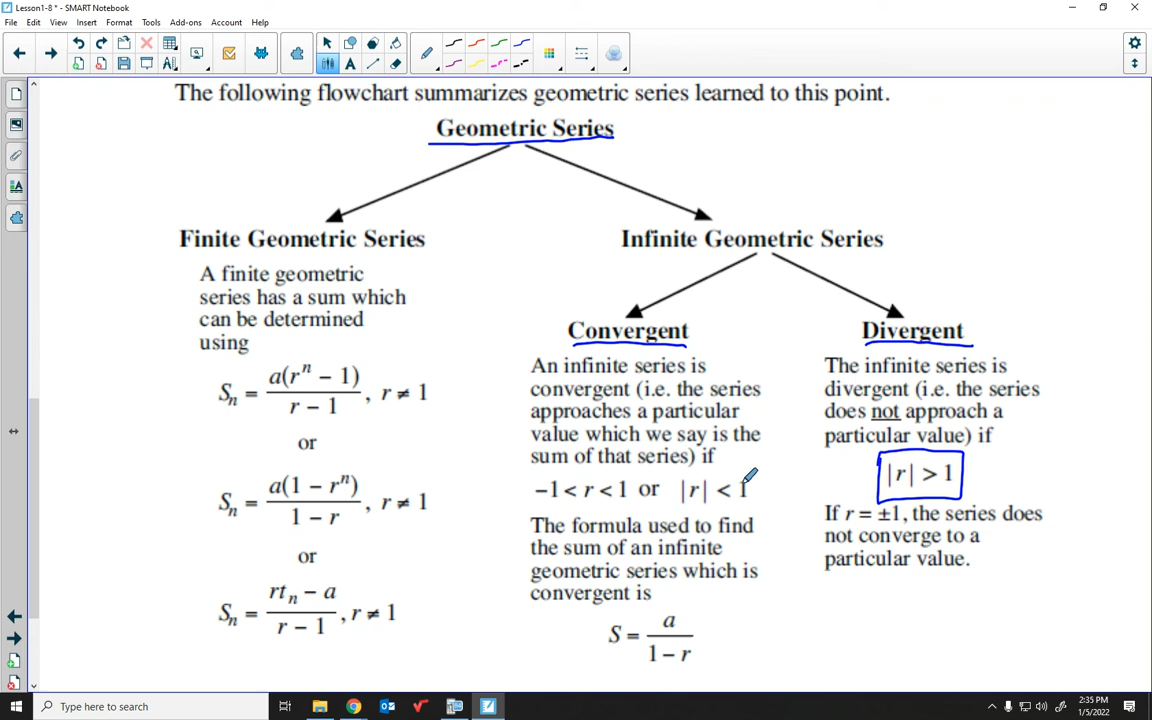 Lesson1-8 * - SMART Notebook
File Edit View Insert Format Tools Add-ons Account Help
The following flowchart summarizes geometric series learned to this point.
Geometric Series
Finite Geometric Series
A finite geometric
series has a sum which
can be determined
using
Sₙ = a(rⁿ − 1) / r − 1, r ≠ 1
or
Sₙ = a(1 − rⁿ) / 1 − r, r ≠ 1
or
Sₙ = rtₙ − a / r − 1, r ≠ 1
Infinite Geometric Series
Convergent
An infinite series is
convergent (i.e. the series
approaches a particular
value which we say is the
sum of that series) if
−1 < r < 1 or |r| < 1
The formula used to find
the sum of an infinite
geometric series which is
convergent is
S = a / 1 − r
Divergent
The infinite series is
divergent (i.e. the series
does not approach a
particular value) if
|r| > 1
If r = ±1, the series does
not converge to a
particular value.
Type here to search
2:35 PM
1/5/2022